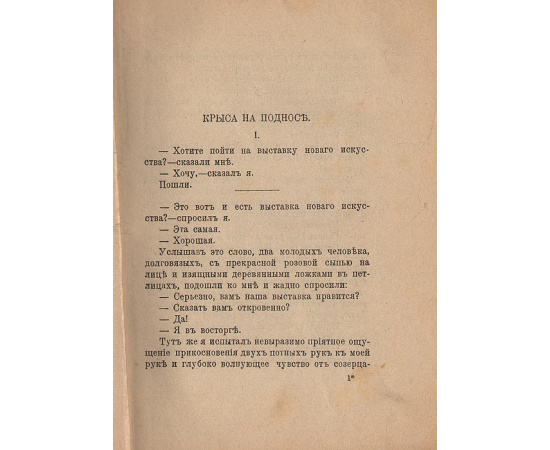 КРЫСА НА ПОДНОСѢ.
1.
— Хотите пойти на выставку новаго искус-
ства?—сказали мнѣ.
— Хочу,—сказалъ я.
Пошли.
— Это вотъ и есть выставка новаго искус-
ства?—спросилъ я.
— Эта самая.
— Хорошая.
Услышавъ это слово, два молодыхъ человѣка,
долговязыхъ, съ прекрасной розовой сыпью на
лицѣ и изящными деревянными ложками въ пет-
лицахъ, подошли ко мнѣ и жадно спросили:
— Серьезно, вамъ наша выставка нравится?
— Сказать вамъ откровенно?
— Да!
— Я въ восторгѣ.
Тутъ же я испыталъ невыразимо пріятное ощу-
щеніе прикосновенія двухъ потныхъ рукъ къ моей
рукѣ и глубоко волнующее чувство отъ созерца-
1*